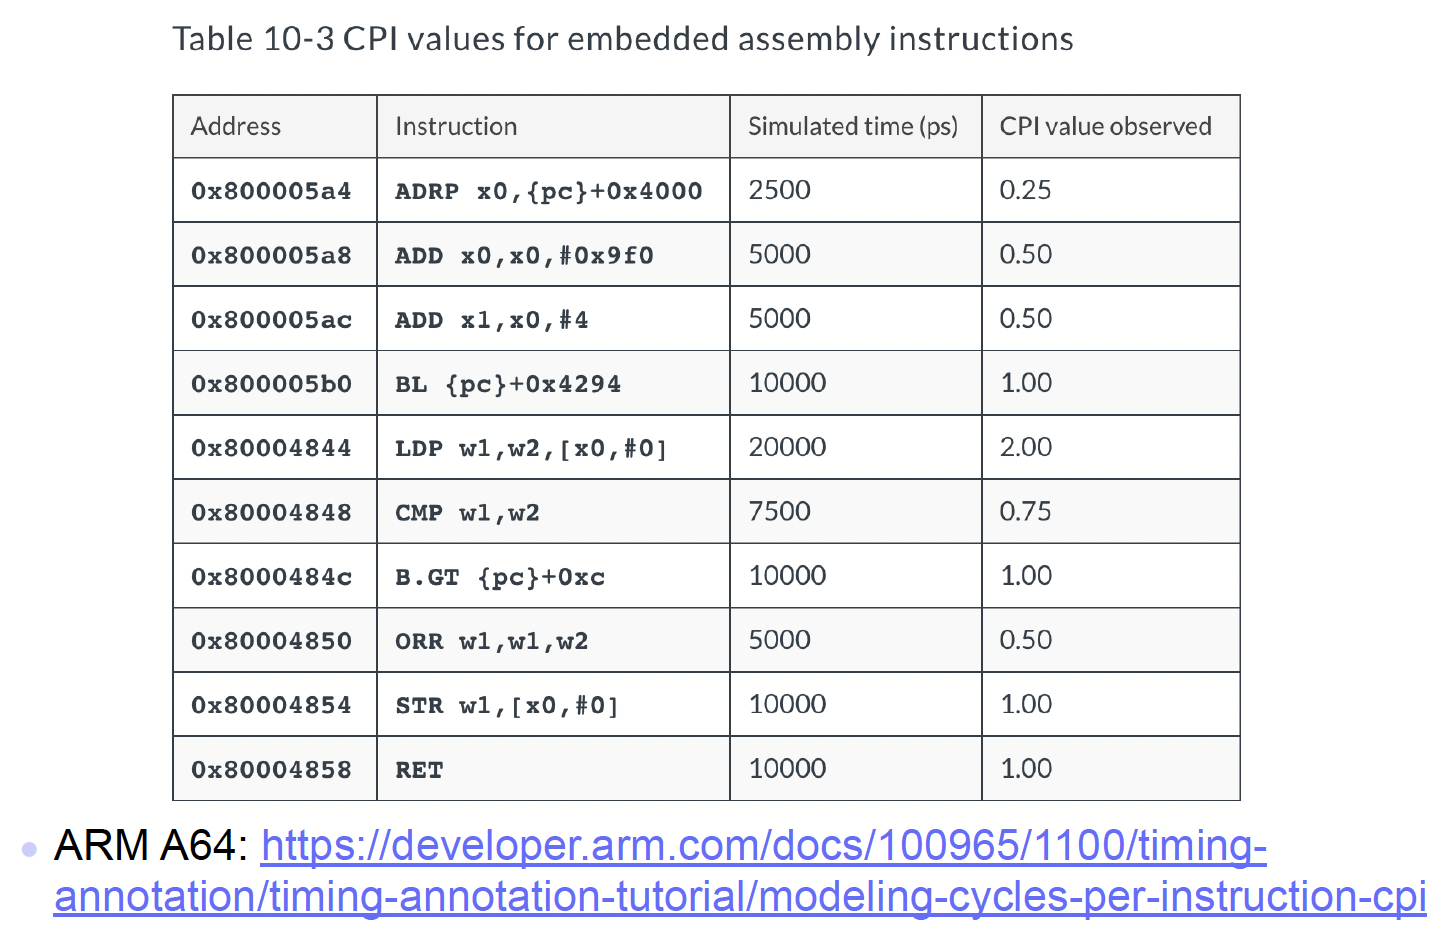 Table 10-3 CPI values for embedded assembly instructions
Address Instruction Simulated time (ps) CPI value observed
0x800005a4 ADRP x0,{pc}+0x4000 2500 0.25
0x800005a8 ADD x0,x0,#0x9f0 5000 0.50
0x800005ac ADD x1,x0,#4 5000 0.50
0x800005b0 BL {pc}+0x4294 10000 1.00
0x80004844 LDP w1,w2,[x0,#0] 20000 2.00
0x80004848 CMP w1,w2 7500 0.75
0x8000484c B.GT {pc}+0xc 10000 1.00
0x80004850 ORR w1,w1,w2 5000 0.50
0x80004854 STR w1,[x0,#0] 10000 1.00
0x80004858 RET 10000 1.00
• ARM A64: https://developer.arm.com/docs/100965/1100/timing-
annotation/timing-annotation-tutorial/modeling-cycles-per-instruction-cpi